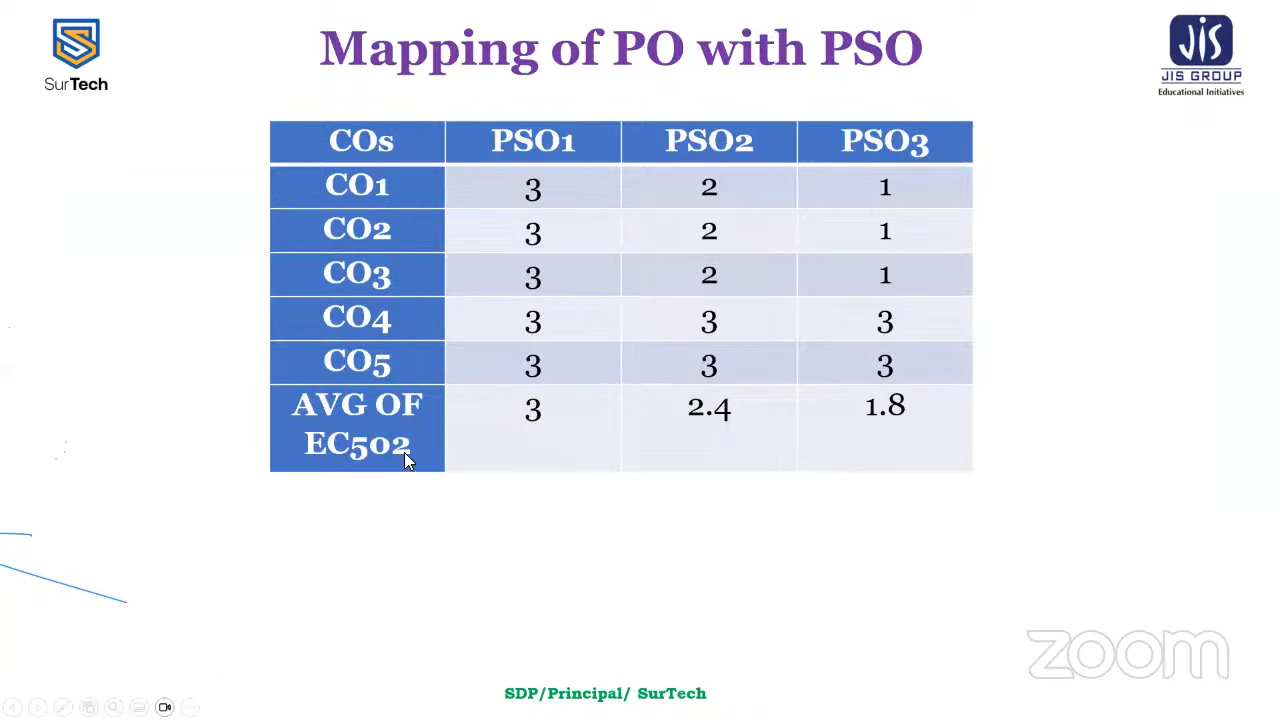 Mapping of PO with PSO
SurTech
JIS
JIS GROUP
Educational Initiatives
COs PSO1 PSO2 PSO3
CO1 3 2 1
CO2 3 2 1
CO3 3 2 1
CO4 3 3 3
CO5 3 3 3
AVG OF 3 2.4 1.8
EC502
zoom
SDP/Principal/ SurTech